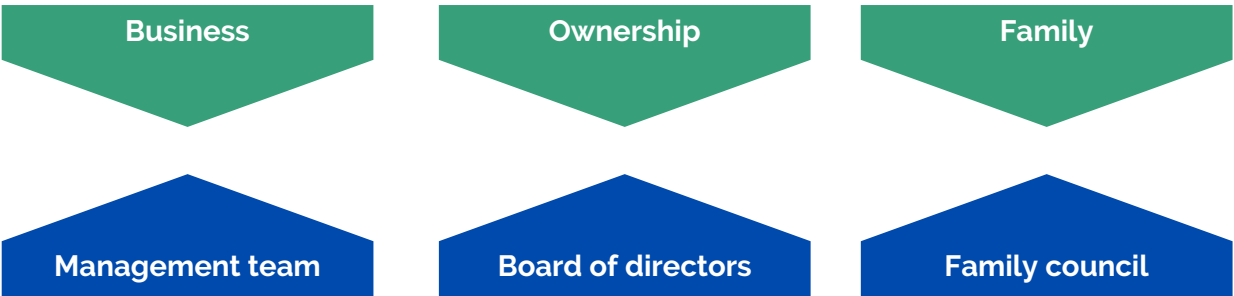 Business
Ownership
Family
Management team
Board of directors
Family council